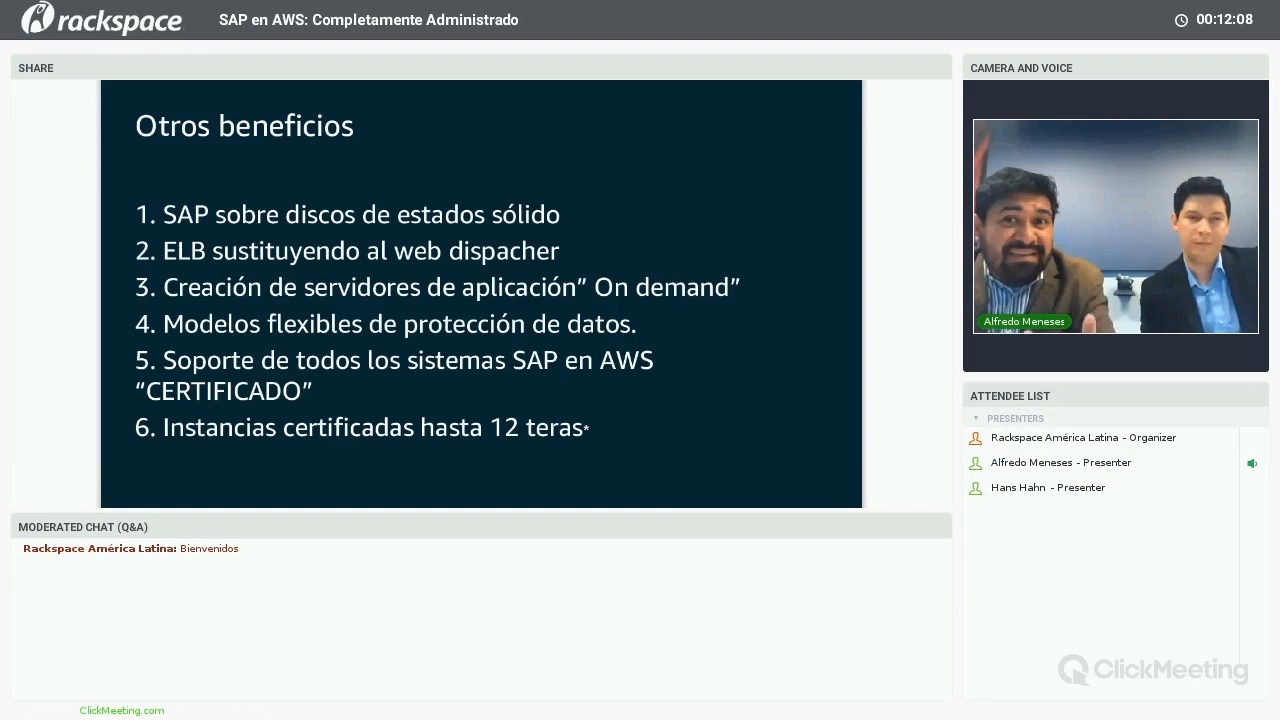 rackspace
SAP en AWS: Completamente Administrado
00:12:08
SHARE
Otros beneficios
1. SAP sobre discos de estados sólido
2. ELB sustituyendo al web dispacher
3. Creación de servidores de aplicación” On demand”
4. Modelos flexibles de protección de datos.
5. Soporte de todos los sistemas SAP en AWS
“CERTIFICADO”
6. Instancias certificadas hasta 12 teras*
CAMERA AND VOICE
Alfredo Meneses
ATTENDEE LIST
PRESENTERS
Rackspace América Latina - Organizer
Alfredo Meneses - Presenter
Hans Hahn - Presenter
MODERATED CHAT (Q&A)
Rackspace América Latina: Bienvenidos
ClickMeeting
ClickMeeting.com